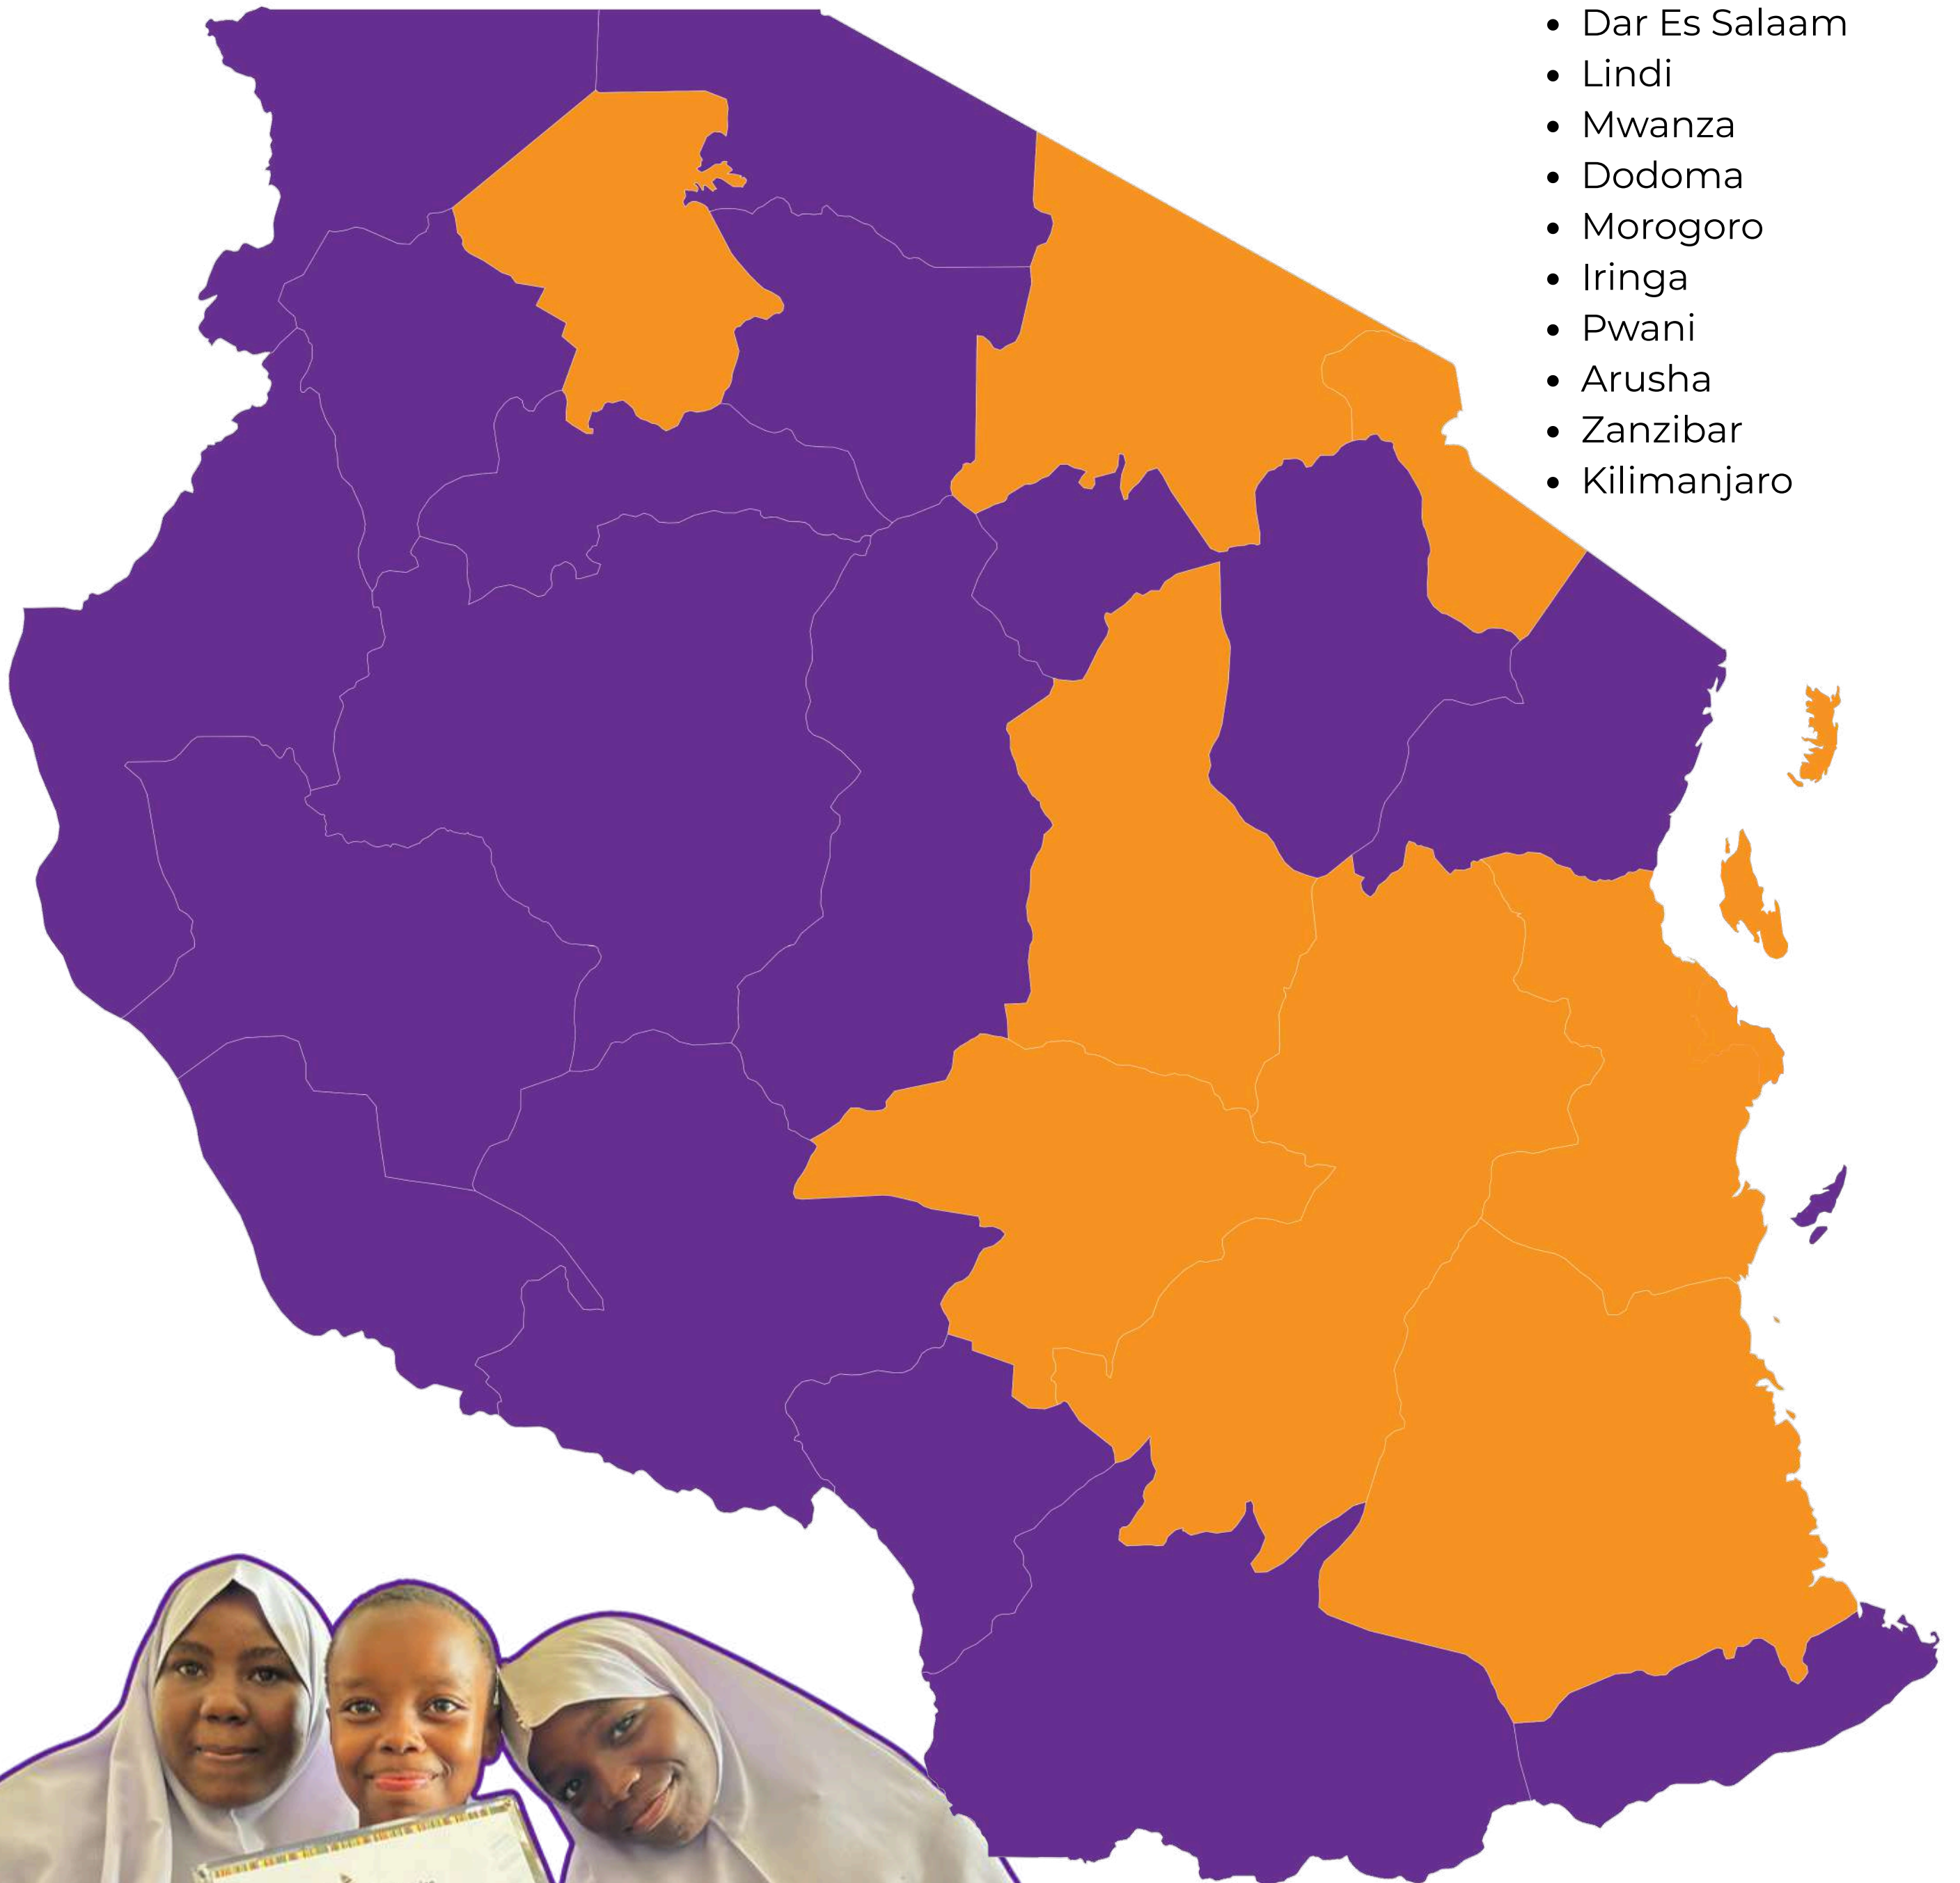 • Dar Es Salaam
• Lindi
• Mwanza
• Dodoma
• Morogoro
• Iringa
• Pwani
• Arusha
• Zanzibar
• Kilimanjaro